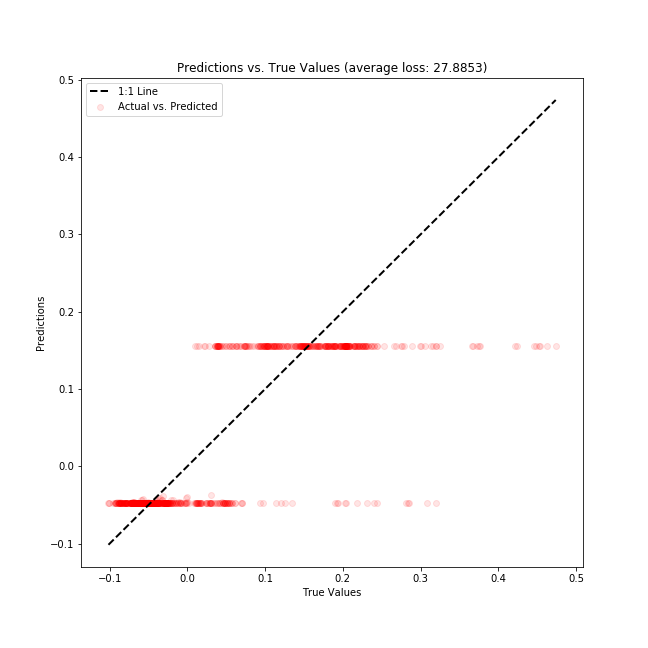 Predictions vs. True Values (average loss: 27.8853)
1:1 Line
Actual vs. Predicted
0.5
0.4
0.3
0.2
0.1
0.0
−0.1
Predictions
−0.1 0.0 0.1 0.2 0.3 0.4 0.5
True Values